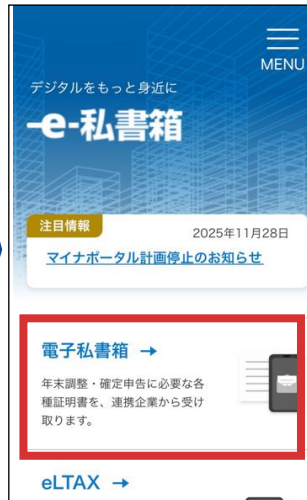 MENU
デジタルをもっと身近に
-e-私書箱
注目情報
2025年11月28日
マイナポータル計画停止のお知らせ
電子私書箱 →
年末調整・確定申告に必要な各
種証明書を、連携企業から受け
取ります。
eLTAX →